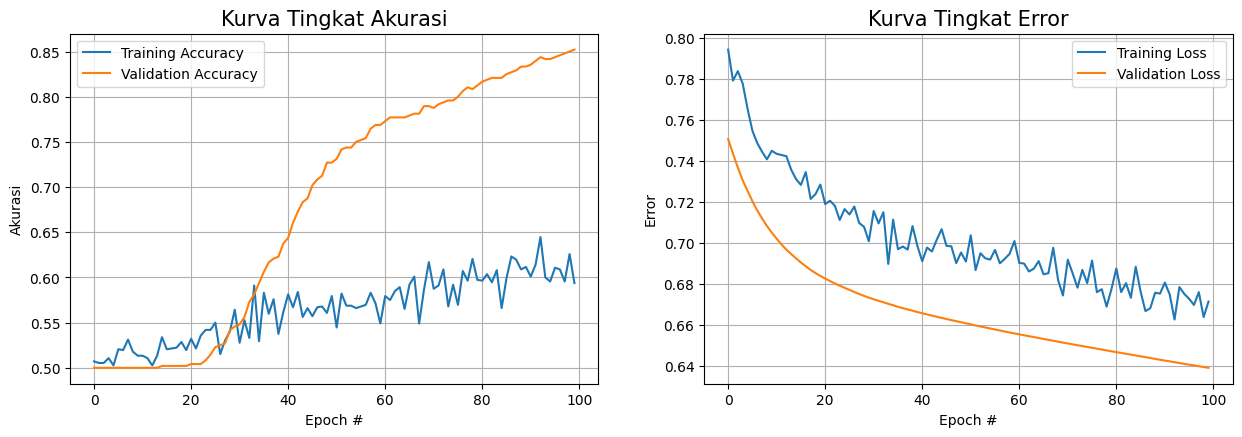 Kurva Tingkat Akurasi
Training Accuracy
Validation Accuracy
0.85
0.80
0.75
0.70
0.65
0.60
0.55
0.50
Akurasi
0 20 40 60 80 100
Epoch #
Kurva Tingkat Error
Training Loss
Validation Loss
0.80
0.78
0.76
0.74
0.72
0.70
0.68
0.66
0.64
Error
0 20 40 60 80 100
Epoch #